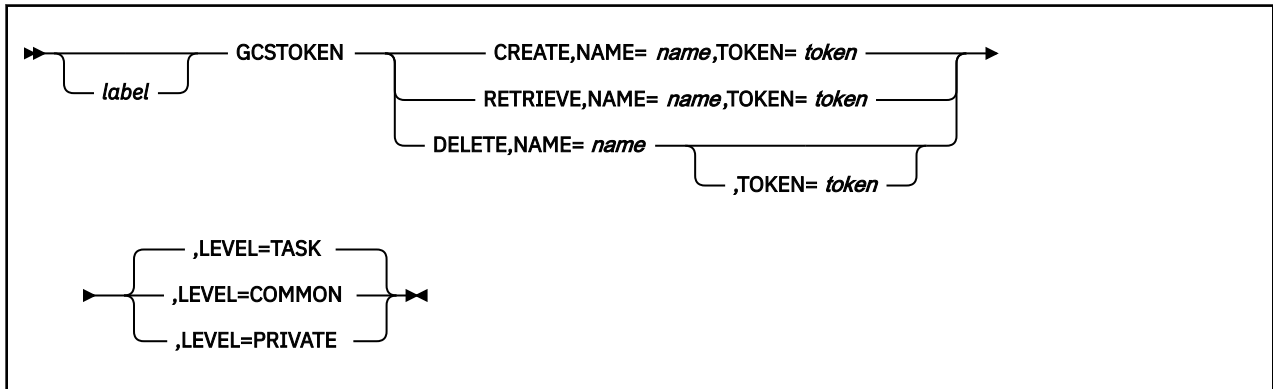 GCSTOKEN CREATE,NAME= name,TOKEN= token
label
RETRIEVE,NAME= name,TOKEN= token
DELETE,NAME= name
,TOKEN= token
,LEVEL=TASK
,LEVEL=COMMON
,LEVEL=PRIVATE